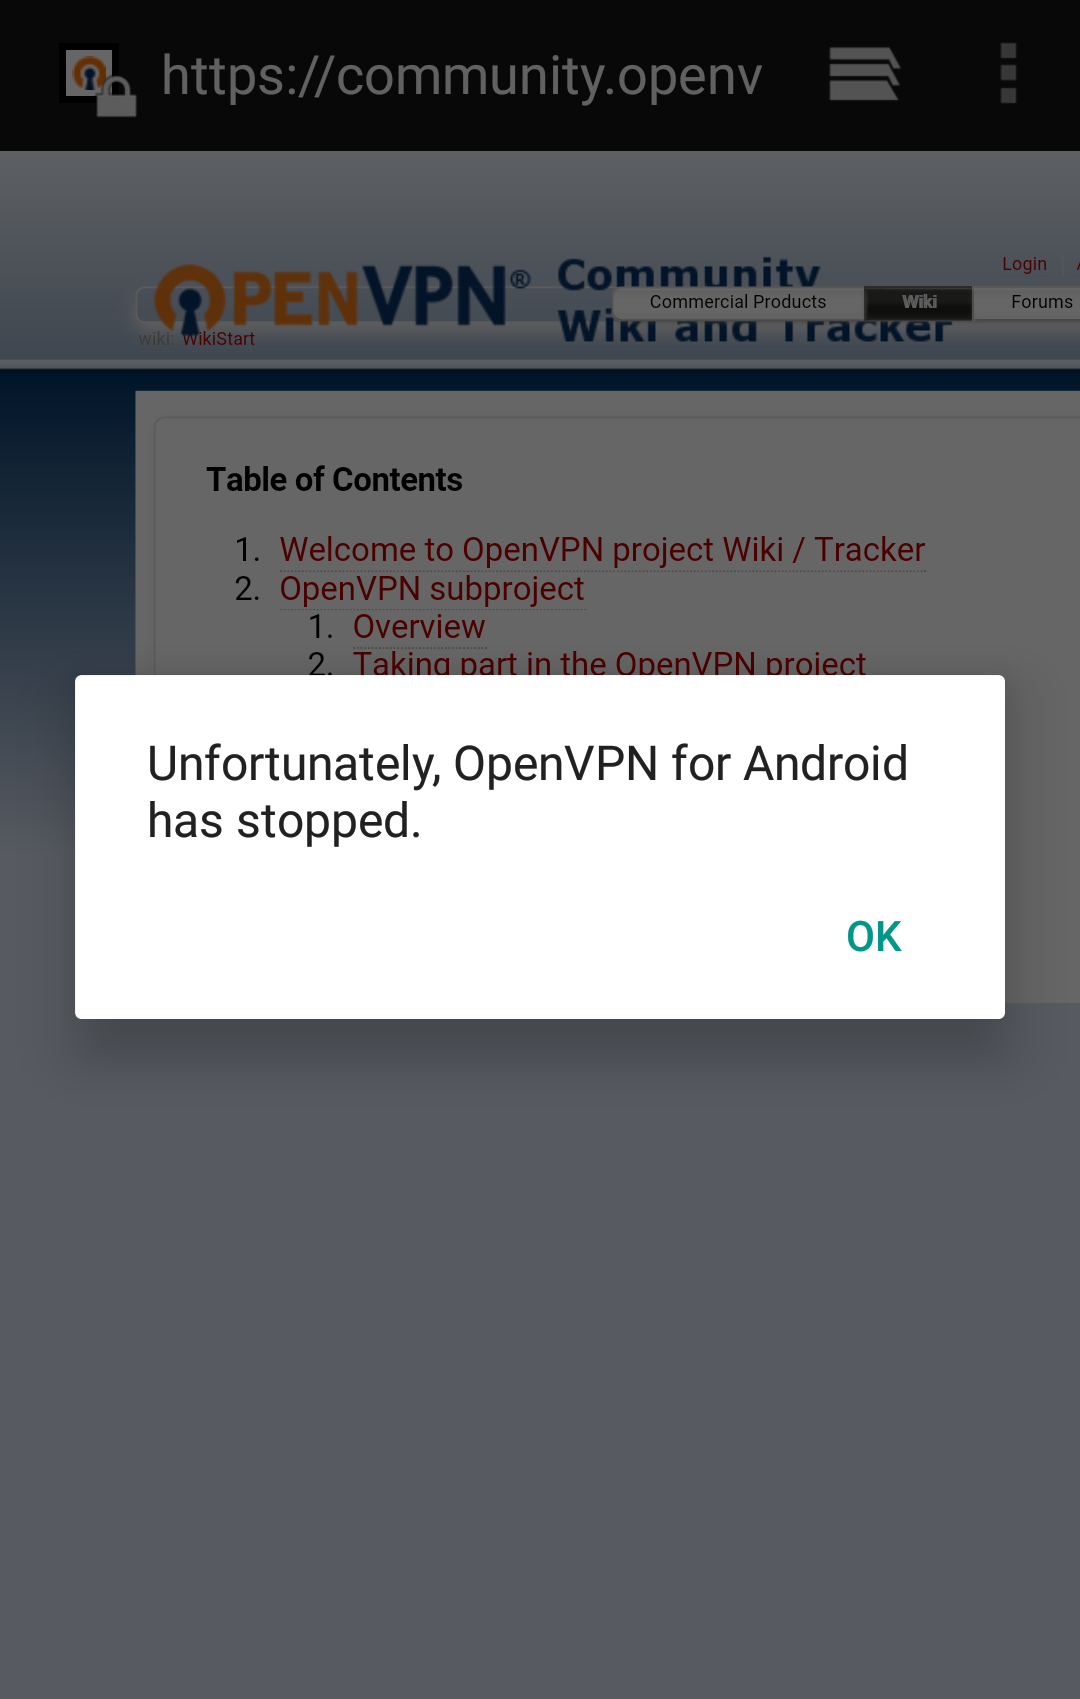 https://community.openv
OPENVPN® Community
Wiki and Tracker
Login
Commercial Products Wiki Forums
wiki: WikiStart
Table of Contents
1. Welcome to OpenVPN project Wiki / Tracker
2. OpenVPN subproject
1. Overview
2. Taking part in the OpenVPN project
Unfortunately, OpenVPN for Android
has stopped.
OK